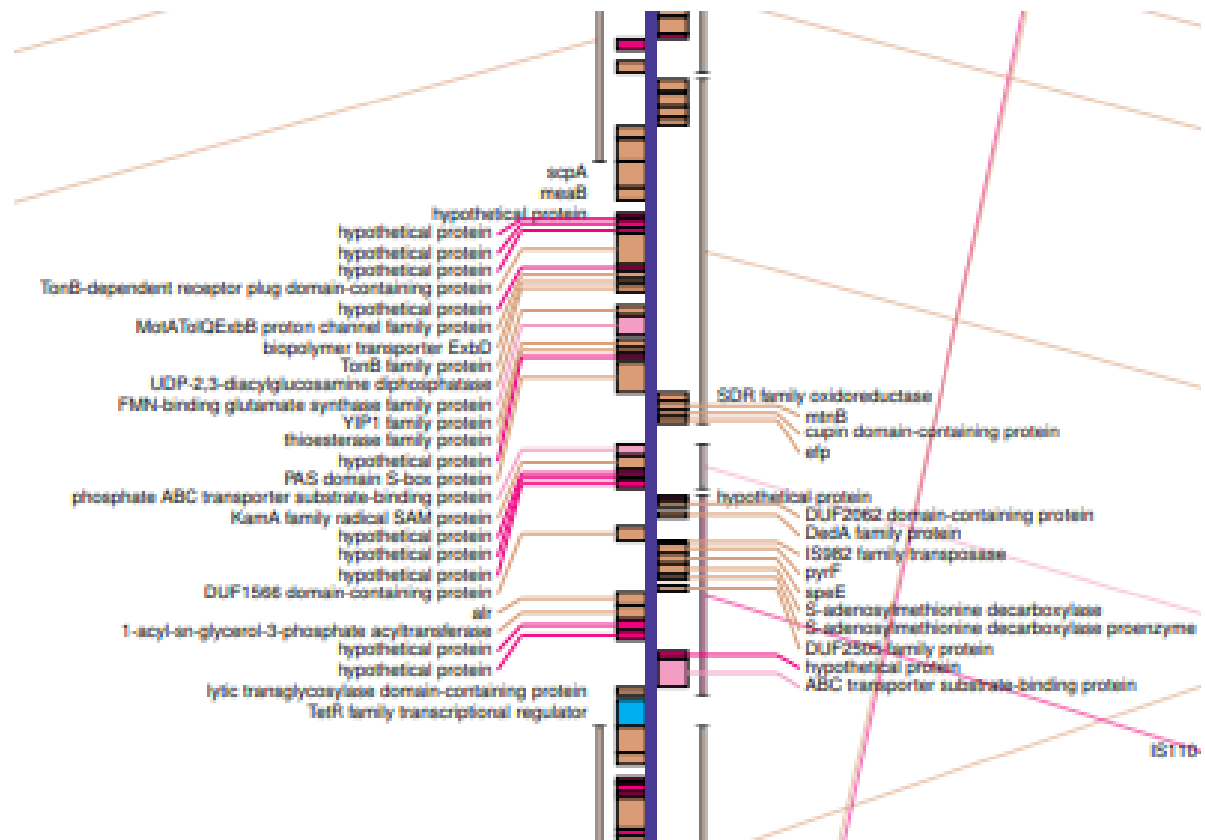 scpA
meaB
hypothetical protein
hypothetical protein
hypothetical protein
hypothetical protein
TonB-dependent receptor plug domain-containing protein
hypothetical protein
MotATolQExbB proton channel family protein
biopolymer transporter ExbD
TonB family protein
UDP-2,3-diacylglucosamine diphosphatase
FMN-binding glutamate synthase family protein
YIP1 family protein
thioesterase family protein
hypothetical protein
PAS domain S-box protein
phosphate ABC transporter substrate-binding protein
KamA family radical SAM protein
hypothetical protein
hypothetical protein
hypothetical protein
DUF1566 domain-containing protein
alr
1-acyl-sn-glycerol-3-phosphate acyltransferase
hypothetical protein
hypothetical protein
lytic transglycosylase domain-containing protein
TetR family transcriptional regulator
SDR family oxidoreductase
mtnB
cupin domain-containing protein
efp
hypothetical protein
DUF2062 domain-containing protein
DedA family protein
IS982 family transposase
pyrF
speE
S-adenosylmethionine decarboxylase
S-adenosylmethionine decarboxylase proenzyme
DUF2505 family protein
hypothetical protein
ABC transporter substrate-binding protein
IS110